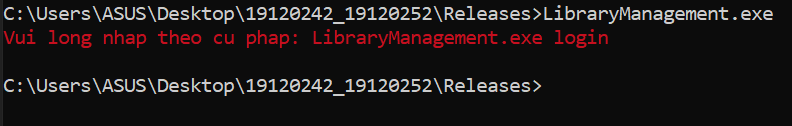 C:\Users\ASUS\Desktop\19120242_19120252\Releases>LibraryManagement.exe
Vui long nhap theo cu phap: LibraryManagement.exe login
C:\Users\ASUS\Desktop\19120242_19120252\Releases>